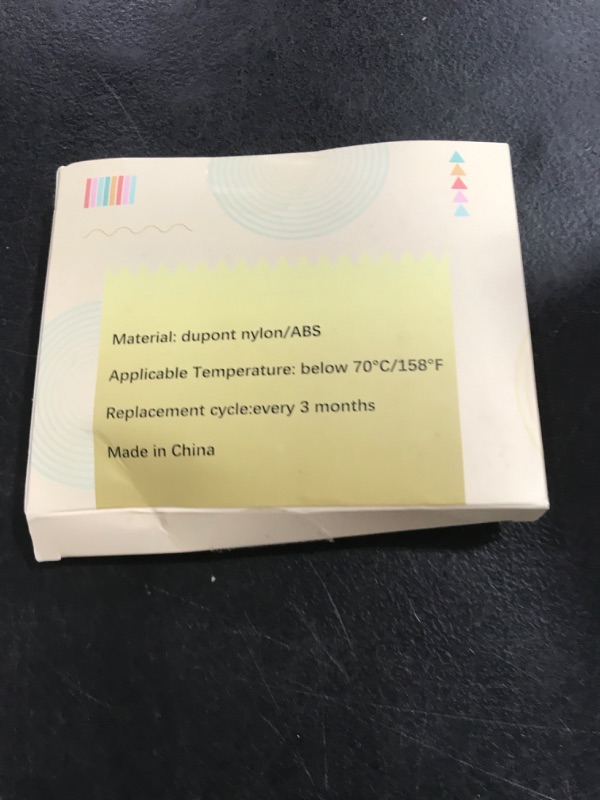 Material: dupont nylon/ABS
Applicable Temperature: below 70°C/158°F
Replacement cycle:every 3 months
Made in China